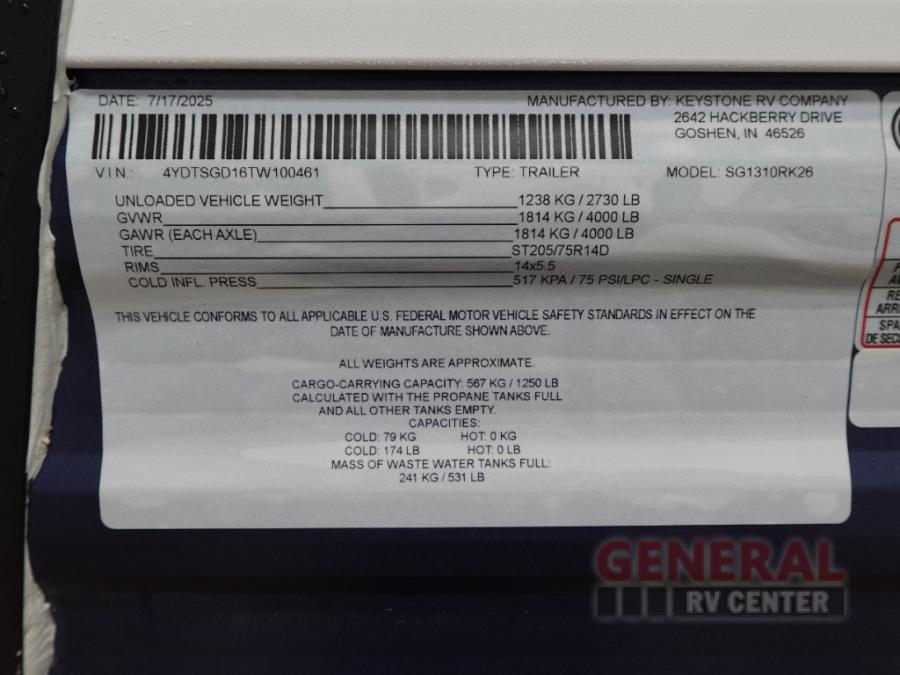 DATE: 7/17/2025 MANUFACTURED BY: KEYSTONE RV COMPANY
2642 HACKBERRY DRIVE
GOSHEN, IN 46526
VIN: 4YDTSGD16TW100461 TYPE: TRAILER MODEL: SG1310RK26
UNLOADED VEHICLE WEIGHT 1238 KG / 2730 LB
GVWR 1814 KG / 4000 LB
GAWR (EACH AXLE) 1814 KG / 4000 LB
TIRE ST205/75R14D
RIMS 14x5.5
COLD INFL. PRESS 517 KPA / 75 PSI/LPC - SINGLE
THIS VEHICLE CONFORMS TO ALL APPLICABLE U.S. FEDERAL MOTOR VEHICLE SAFETY STANDARDS IN EFFECT ON THE
DATE OF MANUFACTURE SHOWN ABOVE.
ALL WEIGHTS ARE APPROXIMATE.
CARGO-CARRYING CAPACITY: 567 KG / 1250 LB
CALCULATED WITH THE PROPANE TANKS FULL
AND ALL OTHER TANKS EMPTY.
CAPACITIES:
COLD: 79 KG HOT: 0 KG
COLD: 174 LB HOT: 0 LB
MASS OF WASTE WATER TANKS FULL:
241 KG / 531 LB
GENERAL
RV CENTER